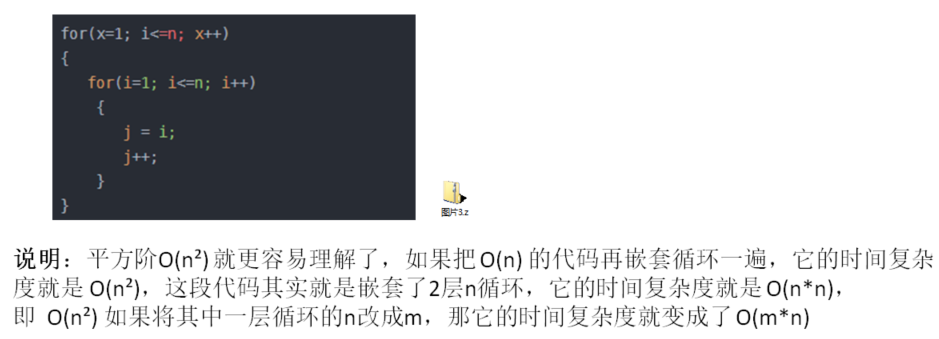 for(x=1; i<=n; x++)
{
for(i=1; i<=n; i++)
{
j = i;
j++;
}
}
图片3.z
说明：平方阶O(n²)就更容易理解了，如果把O(n)的代码再嵌套循环一遍，它的时间复杂
度就是 O(n²)，这段代码其实就是嵌套了2层n循环，它的时间复杂度就是O(n*n)，
即 O(n²) 如果将其中一层循环的n改成m，那它的时间复杂度就变成了O(m*n)